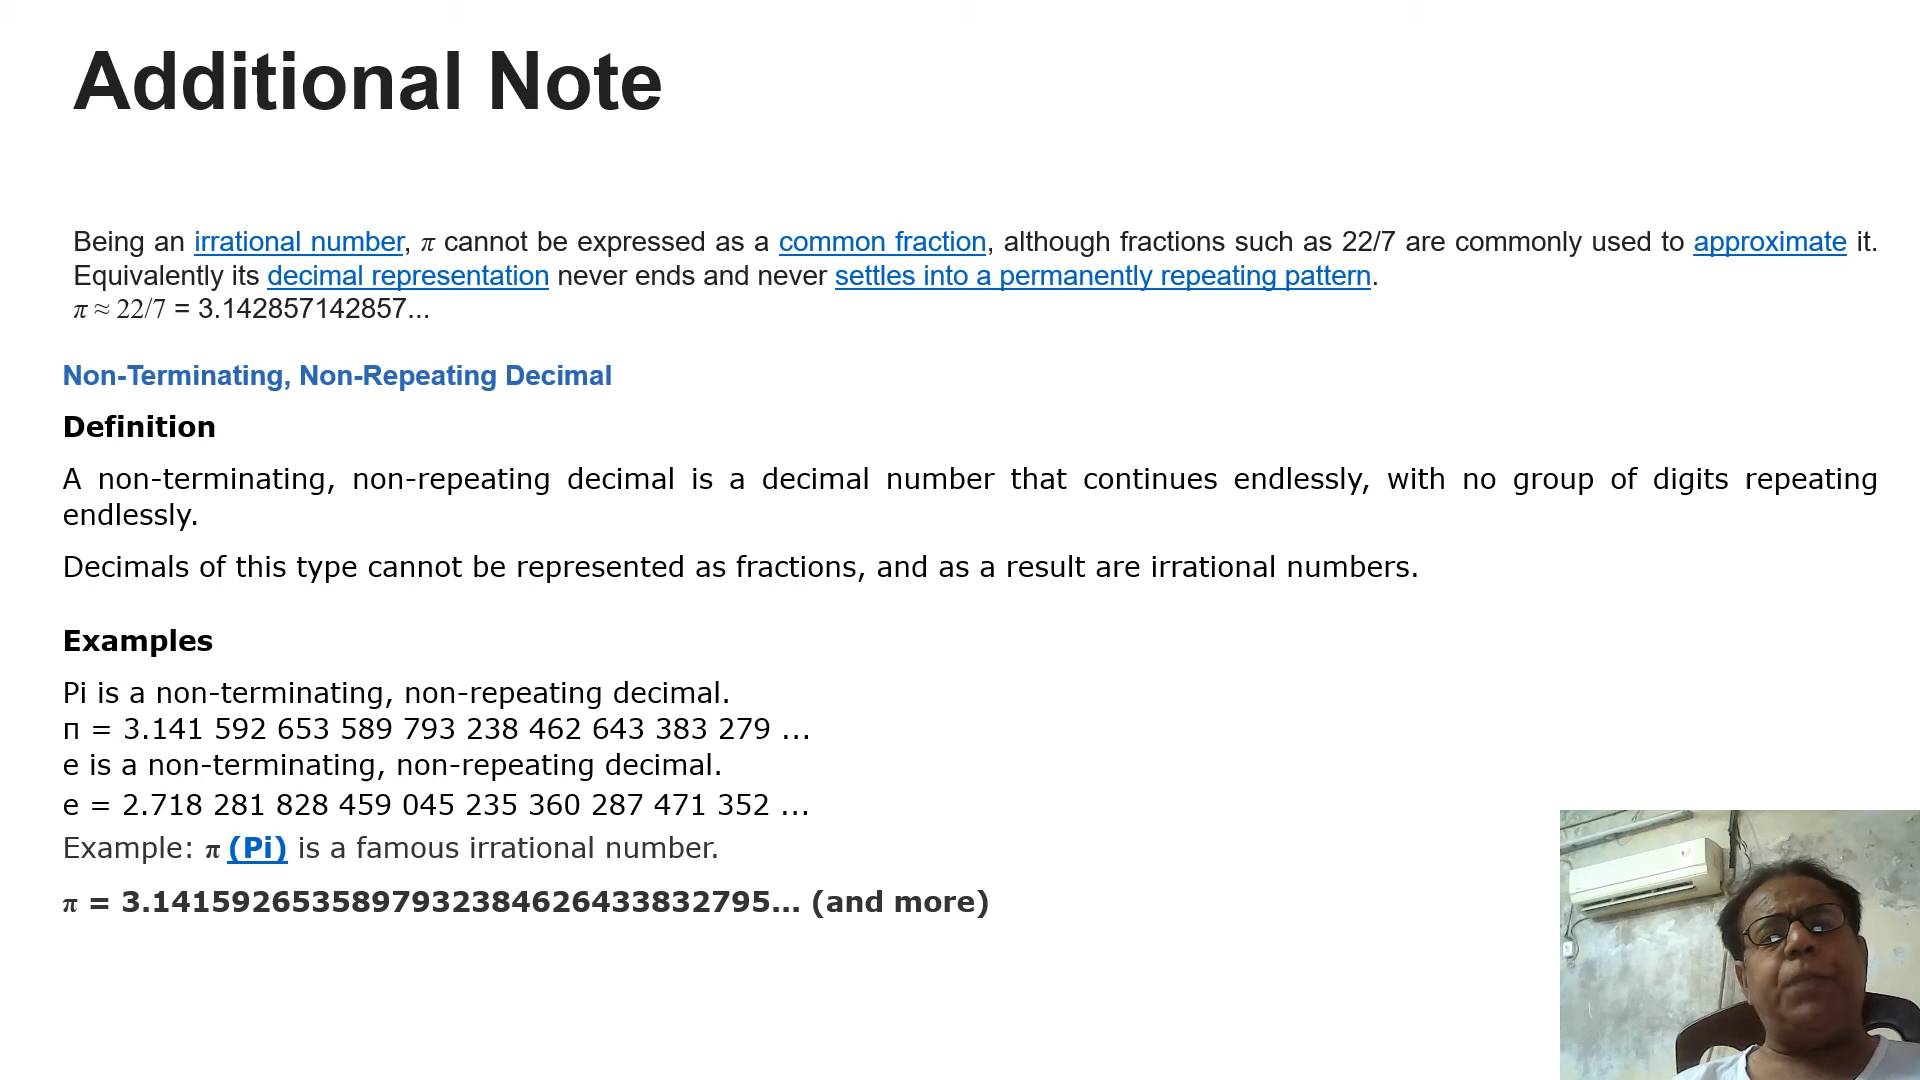 Additional Note
Being an irrational number, π cannot be expressed as a common fraction, although fractions such as 22/7 are commonly used to approximate it.
Equivalently its decimal representation never ends and never settles into a permanently repeating pattern.
π ≈ 22/7 = 3.142857142857...
Non-Terminating, Non-Repeating Decimal
Definition
A non-terminating, non-repeating decimal is a decimal number that continues endlessly, with no group of digits repeating
endlessly.
Decimals of this type cannot be represented as fractions, and as a result are irrational numbers.
Examples
Pi is a non-terminating, non-repeating decimal.
п = 3.141 592 653 589 793 238 462 643 383 279 ...
e is a non-terminating, non-repeating decimal.
e = 2.718 281 828 459 045 235 360 287 471 352 ...
Example: π (Pi) is a famous irrational number.
π = 3.1415926535897932384626433832795... (and more)